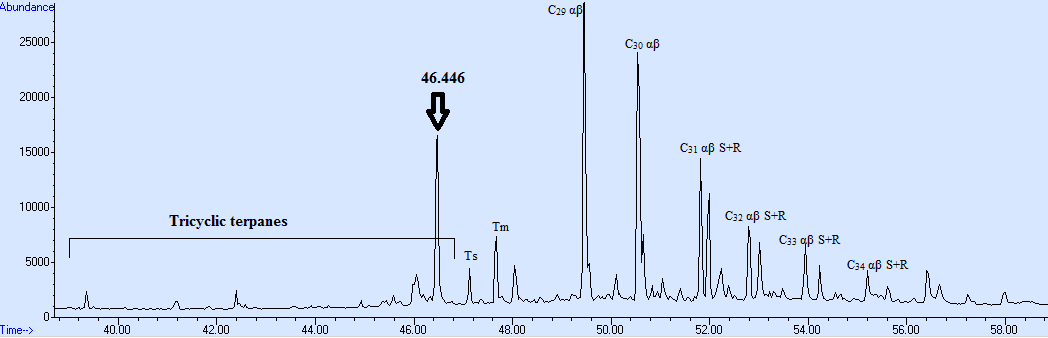 Abundance
25000
20000
15000
10000
5000
0
Time-->
40.00 42.00 44.00 46.00 48.00 50.00 52.00 54.00 56.00 58.00
Tricyclic terpanes
46.446
Ts
Tm
C₂₉ αβ
C₃₀ αβ
C₃₁ αβ S+R
C₃₂ αβ S+R
C₃₃ αβ S+R
C₃₄ αβ S+R